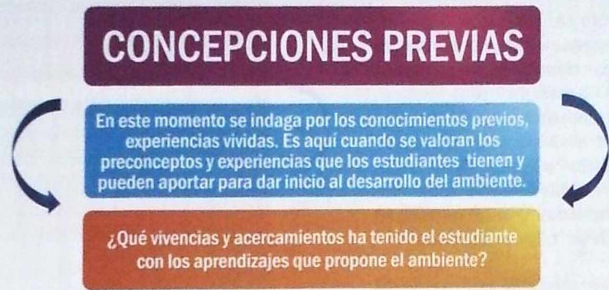 CONCEPCIONES PREVIAS
En este momento se indaga por los conocimientos previos,
experiencias vividas. Es aquí cuando se valoran los
preconceptos y experiencias que los estudiantes tienen y
pueden aportar para dar inicio al desarrollo del ambiente.
¿Qué vivencias y acercamientos ha tenido el estudiante
con los aprendizajes que propone el ambiente?